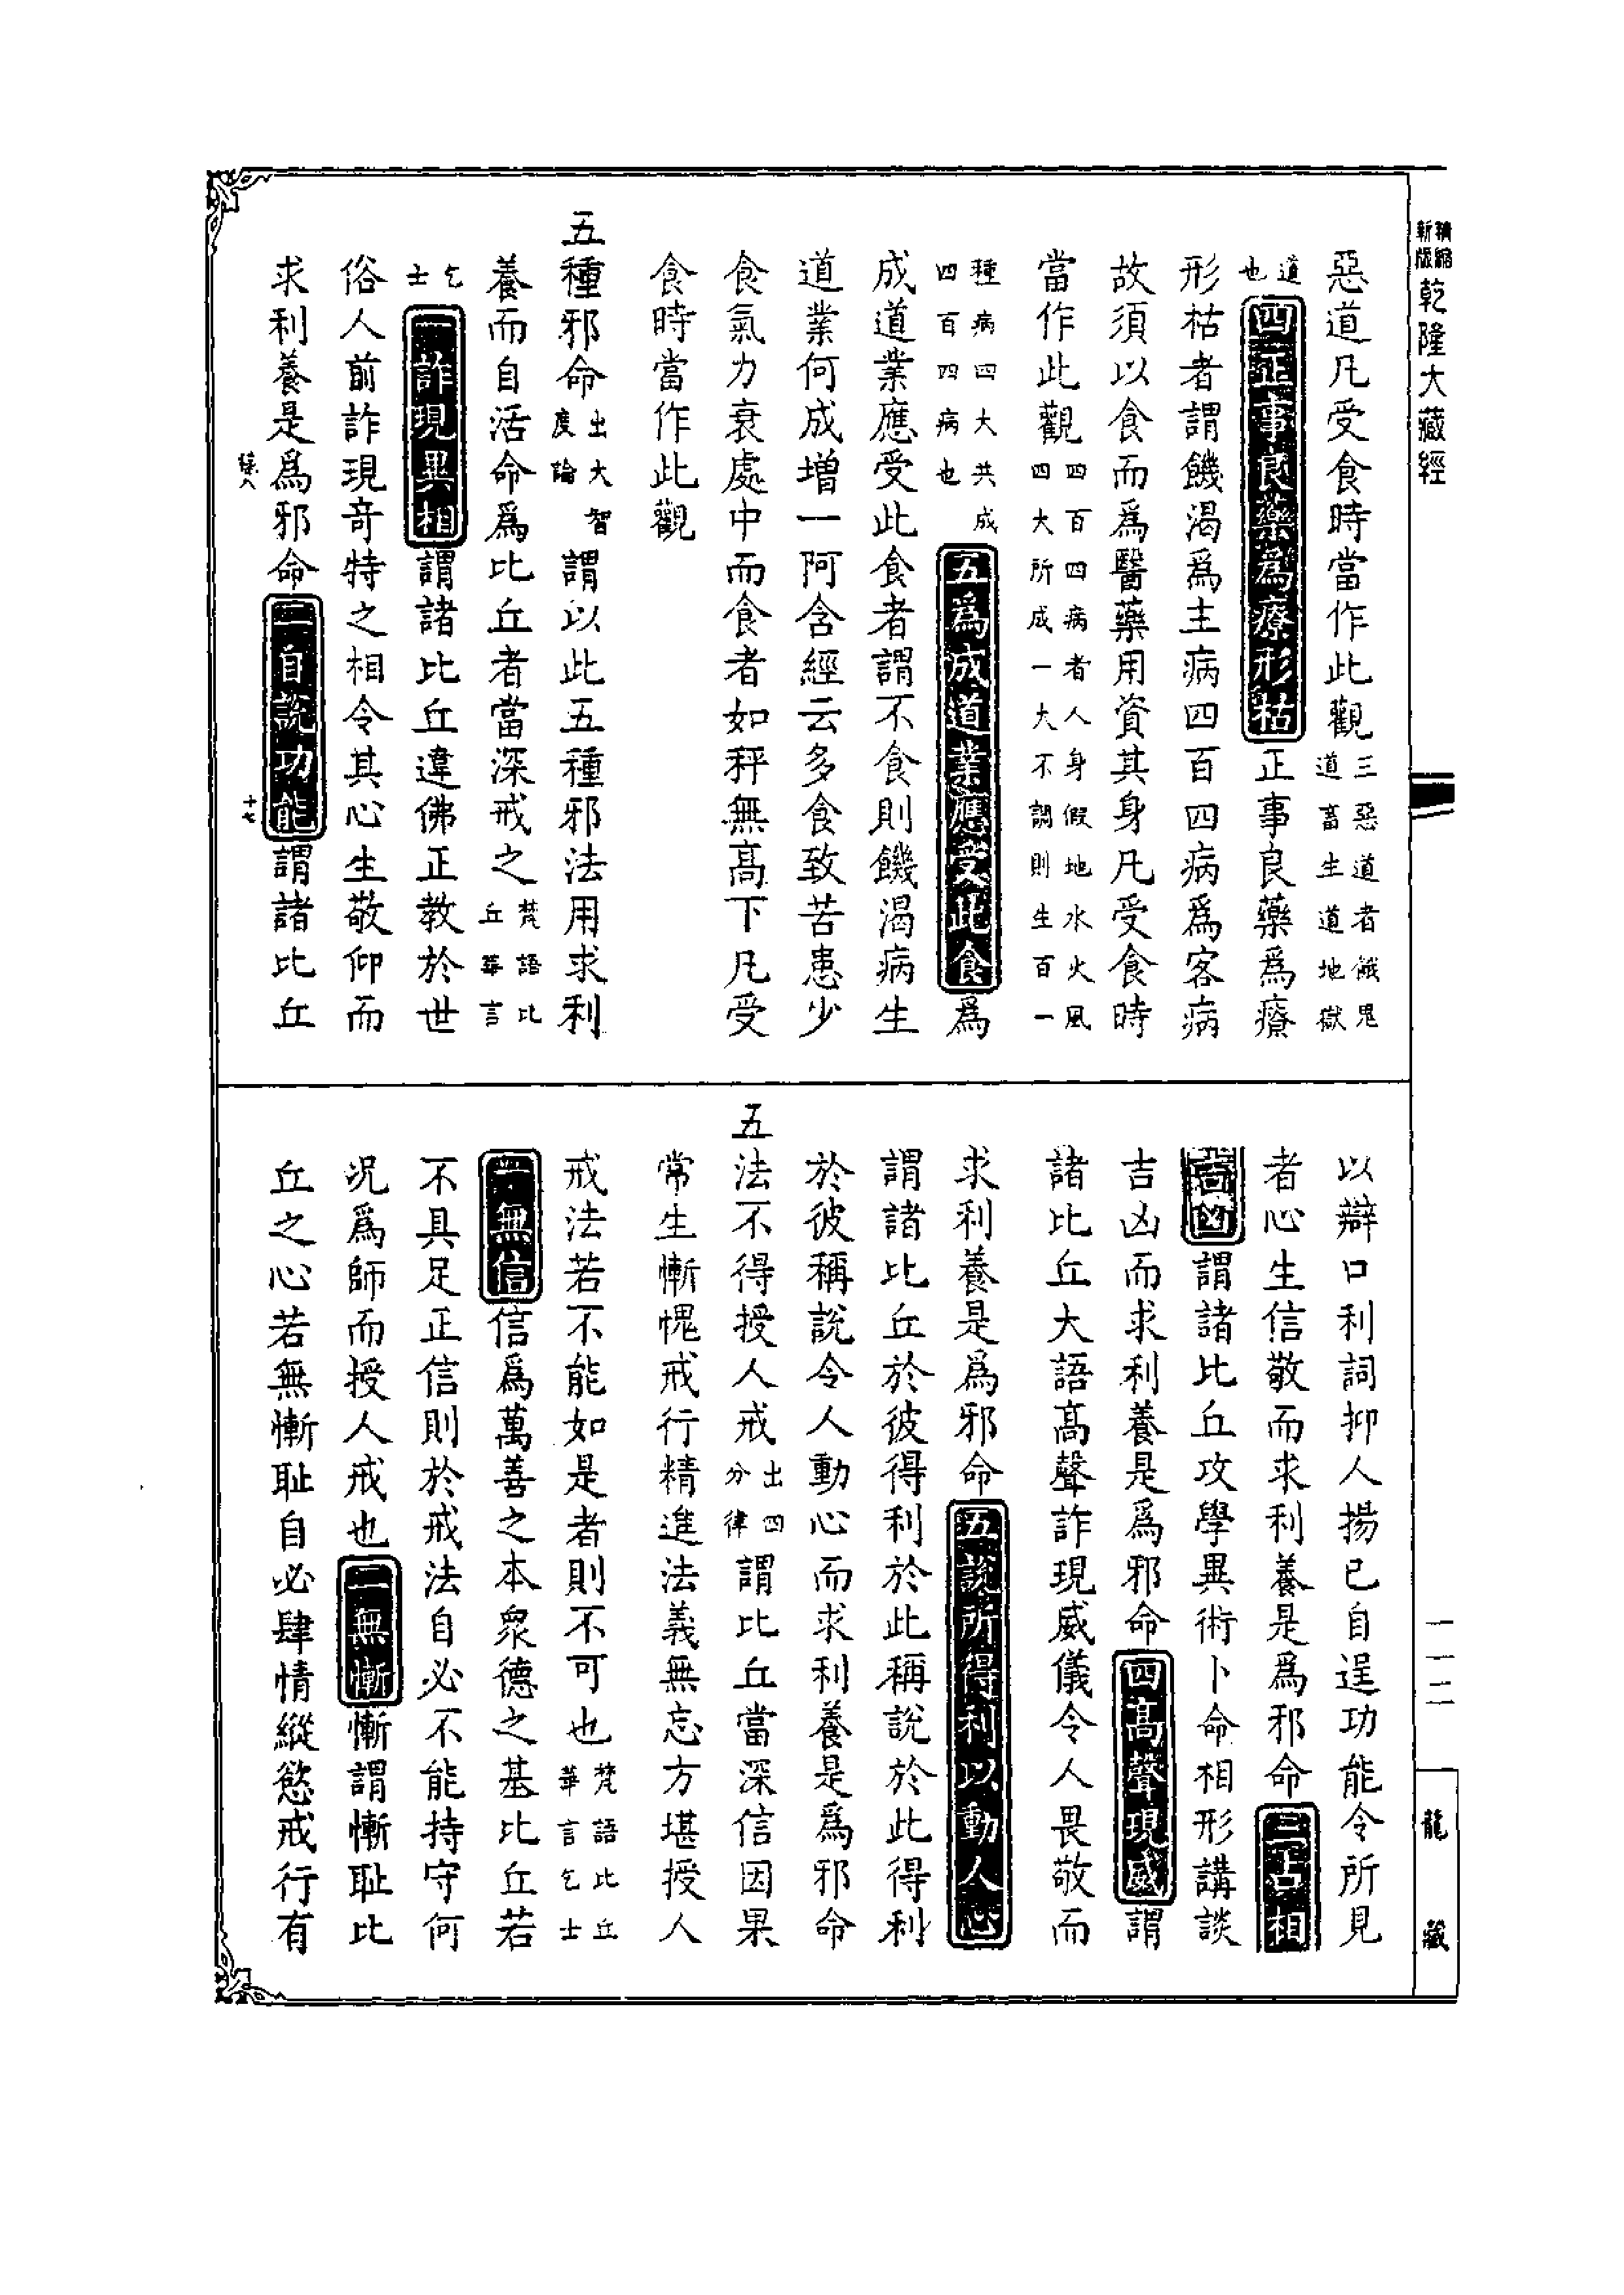 精縮
新版
乾隆大藏經
惡道凡受食時當作此觀三惡道者餓鬼道畜生道地獄
道也四正事良藥為療形枯正事良藥爲療
形枯者謂饑渴爲主病四百四病爲客病
故須以食而爲醫藥用資其身凡受食時
當作此觀四百四病者人身假地水火風四大所成一大不調則生百一
種病四大共成四百四病也五爲成道業應受此食爲
成道業應受此食者謂不食則饑渴病生
道業何成增一阿含經云多食致苦患少
食氣力衰處中而食者如秤無高下凡受
食時當作此觀
五種邪命出大智度論謂以此五種邪法用求利
養而自活命爲比丘者當深戒之梵語比丘華言
乞士一詐現異相謂諸比丘違佛正教於世
俗人前詐現奇特之相令其心生敬仰而
求利養是爲邪命二自說功能謂諸比丘
十七
以辯口利詞抑人揚已自逞功能令所見
者心生信敬而求利養是爲邪命三占相
吉凶謂諸比丘攻學異術卜命相形講談
吉凶而求利養是爲邪命四高聲現威謂
諸比丘大語高聲詐現威儀令人畏敬而
求利養是爲邪命五說所得利以動人心
謂諸比丘於彼得利於此稱說於此得利
於彼稱說令人動心而求利養是爲邪命
五法不得授人戒出四分律謂比丘當深信因果
常生慚愧戒行精進法義無忘方堪授人
戒法若不能如是者則不可也梵語比丘華言乞士
一無信信爲萬善之本衆德之基比丘若
不具足正信則於戒法自必不能持守何
況爲師而授人戒也二無慚慚謂慚耻比
丘之心若無慚耻自必肆情縱慾戒行有
一一二
龍藏